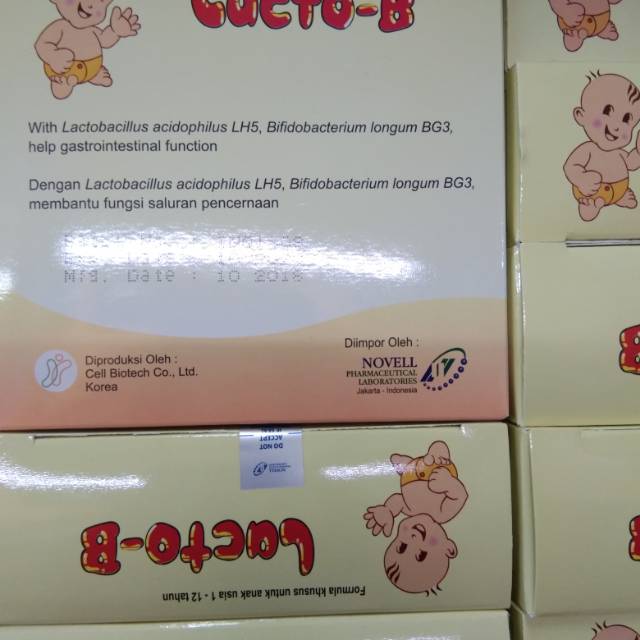 Lacto-B
With Lactobacillus acidophilus LH5, Bifidobacterium longum BG3,
help gastrointestinal function
Dengan Lactobacillus acidophilus LH5, Bifidobacterium longum BG3,
membantu fungsi saluran pencernaan
Mfg. Date : 10 2018
Diproduksi Oleh :
Cell Biotech Co., Ltd.
Korea
Diimpor Oleh :
NOVELL
PHARMACEUTICAL
LABORATORIES
Jakarta - Indonesia
DO NOT
ACCEPT
Lacto-B
Formula khusus untuk anak usia 1 - 12 tahun